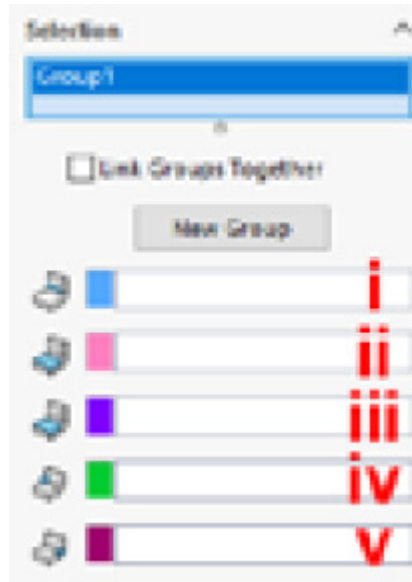 Selection
Group1
Link Groups Together
New Group
i
ii
iii
iv
v